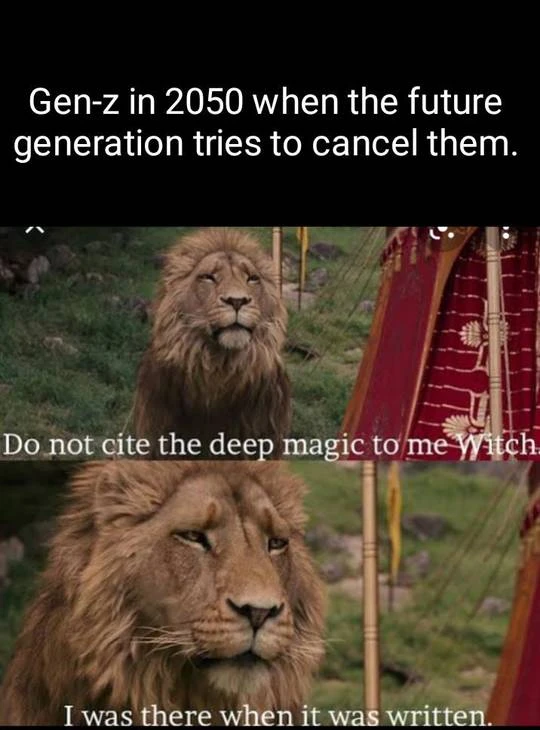 Gen-z in 2050 when the future
generation tries to cancel them.
Do not cite the deep magic to me Witch.
I was there when it was written.